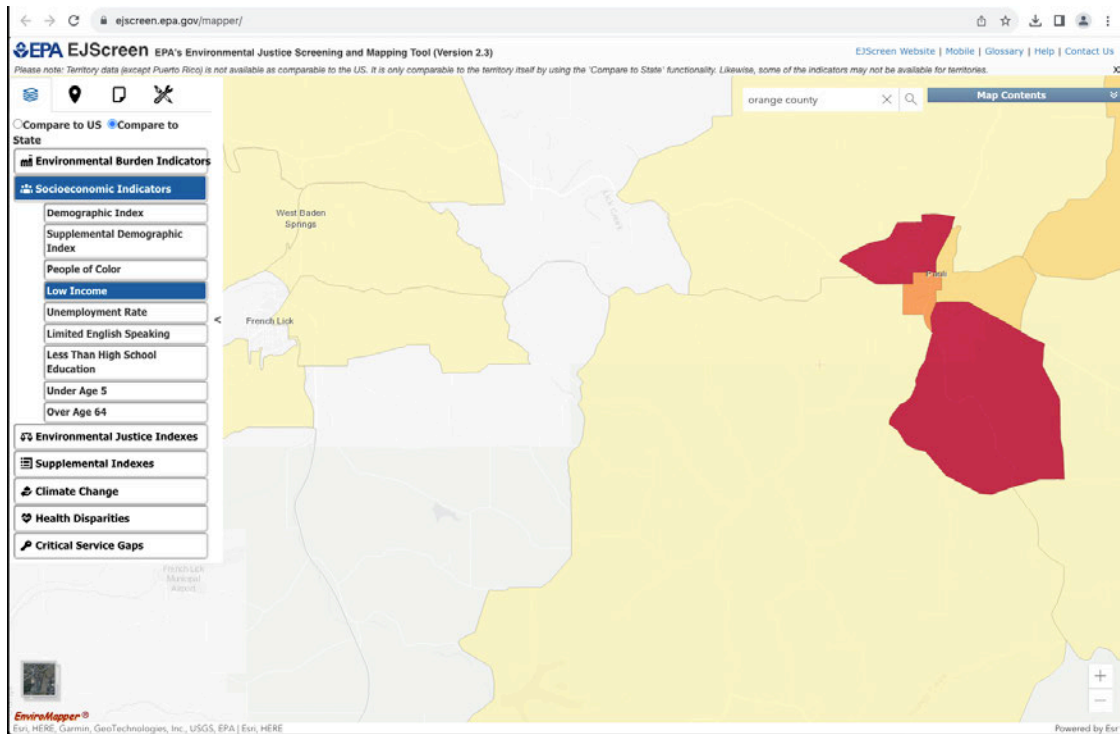 ejscreen.epa.gov/mapper/
EPA EJScreen EPA's Environmental Justice Screening and Mapping Tool (Version 2.3)
EJScreen Website | Mobile | Glossary | Help | Contact Us
Please note: Territory data (except Puerto Rico) is not available as comparable to the US. It is only comparable to the territory itself by using the 'Compare to State' functionality. Likewise, some of the indicators may not be available for territories.
X
orange county
Map Contents
Compare to US Compare to
State
Environmental Burden Indicators
Socioeconomic Indicators
Demographic Index
Supplemental Demographic
Index
People of Color
Low Income
Unemployment Rate
Limited English Speaking
Less Than High School
Education
Under Age 5
Over Age 64
Environmental Justice Indexes
Supplemental Indexes
Climate Change
Health Disparities
Critical Service Gaps
<
West Baden
Springs
French Lick
Lick Creek
Paoli
French Lick
Municipal
Airport
EnviroMapper ®
Esri, HERE, Garmin, GeoTechnologies, Inc., USGS, EPA | Esri, HERE
Powered by Esr